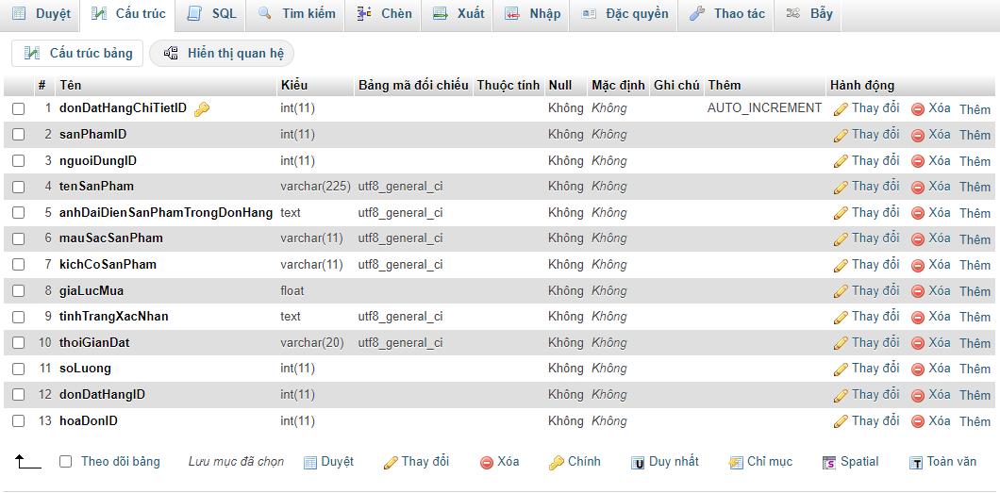 Duyệt Cấu trúc SQL Tìm kiếm Chèn Xuất Nhập Đặc quyền Thao tác Bẫy
Cấu trúc bảng Hiển thị quan hệ
# Tên Kiểu Bảng mã đối chiếu Thuộc tính Null Mặc định Ghi chú Thêm Hành động
1 donDatHangChiTietID int(11) Không Không AUTO_INCREMENT Thay đổi Xóa Thêm
2 sanPhamID int(11) Không Không Thay đổi Xóa Thêm
3 nguoiDungID int(11) Không Không Thay đổi Xóa Thêm
4 tenSanPham varchar(225) utf8_general_ci Không Không Thay đổi Xóa Thêm
5 anhDaiDienSanPhamTrongDonHang text utf8_general_ci Không Không Thay đổi Xóa Thêm
6 mauSacSanPham varchar(11) utf8_general_ci Không Không Thay đổi Xóa Thêm
7 kichCoSanPham varchar(11) utf8_general_ci Không Không Thay đổi Xóa Thêm
8 giaLucMua float Không Không Thay đổi Xóa Thêm
9 tinhTrangXacNhan text utf8_general_ci Không Không Thay đổi Xóa Thêm
10 thoiGianDat varchar(20) utf8_general_ci Không Không Thay đổi Xóa Thêm
11 soLuong int(11) Không Không Thay đổi Xóa Thêm
12 donDatHangID int(11) Không Không Thay đổi Xóa Thêm
13 hoaDonID int(11) Không Không Thay đổi Xóa Thêm
Theo dõi bảng Lưu mục đã chọn Duyệt Thay đổi Xóa Chính Duy nhất Chỉ mục Spatial Toàn văn